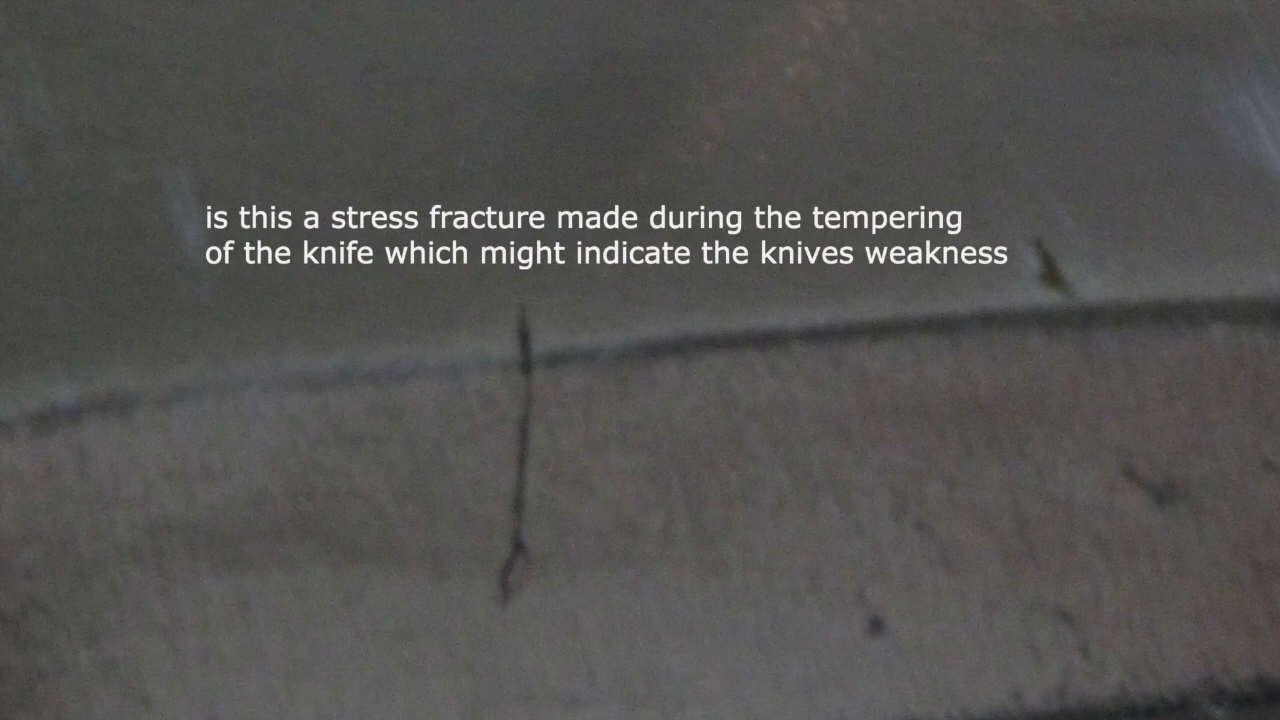 is this a stress fracture made during the tempering
of the knife which might indicate the knives weakness